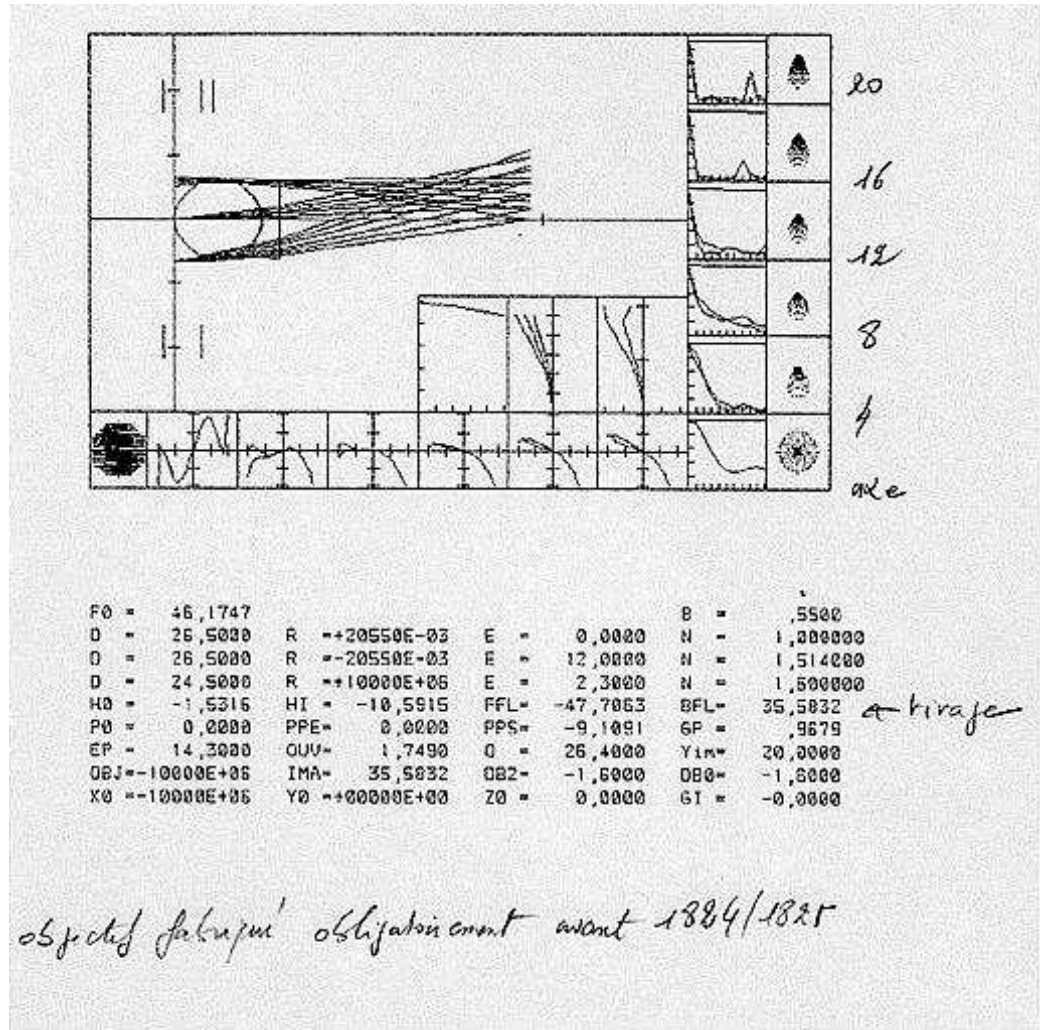 20
16
12
8
4
axe
F0 = 46,1747 B = ,5500
D = 26,5000 R =+20550E-03 E = 0,0000 N = 1,000000
D = 26,5000 R =-20550E-03 E = 12,0000 N = 1,514000
D = 24,5000 R =+10000E+06 E = 2,3000 N = 1,600000
H0 = -1,5316 HI = -10,5915 FFL= -47,7063 BFL= 35,5832 ← tirage
P0 = 0,0000 PPE= 0,0000 PPS= -9,1091 GP = ,9679
EP = 14,3000 OUV= 1,7490 O = 26,4000 Yim= 20,0000
OBJ=-10000E+06 IMA= 35,5832 OB2= -1,6000 OB0= -1,6000
X0 =-10000E+06 Y0 =+00000E+00 Z0 = 0,0000 GI = -0,0000
objectif fabriqué obligatoirement avant 1824/1825